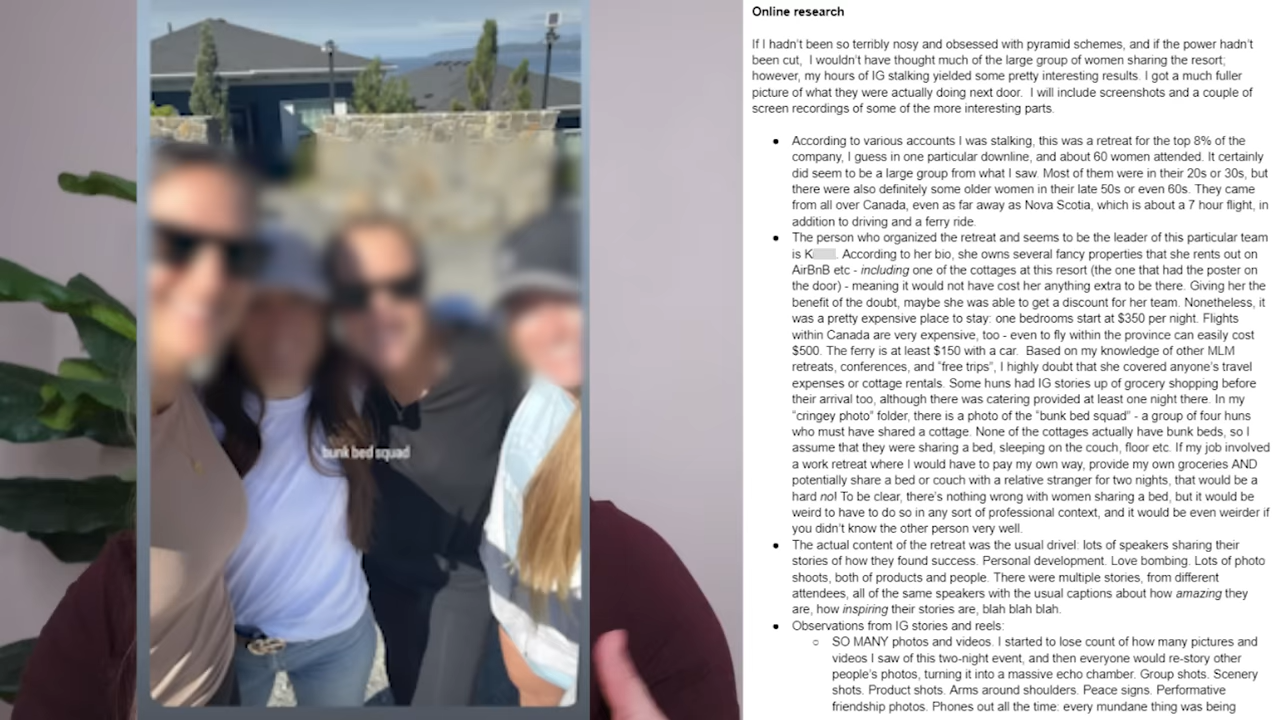 bunk bed squad
Online research
If I hadn't been so terribly nosy and obsessed with pyramid schemes, and if the power hadn't
been cut, I wouldn't have thought much of the large group of women sharing the resort;
however, my hours of IG stalking yielded some pretty interesting results. I got a much fuller
picture of what they were actually doing next door. I will include screenshots and a couple of
screen recordings of some of the more interesting parts.
● According to various accounts I was stalking, this was a retreat for the top 8% of the
company, I guess in one particular downline, and about 60 women attended. It certainly
did seem to be a large group from what I saw. Most of them were in their 20s or 30s, but
there were also definitely some older women in their late 50s or even 60s. They came
from all over Canada, even as far away as Nova Scotia, which is about a 7 hour flight, in
addition to driving and a ferry ride.
● The person who organized the retreat and seems to be the leader of this particular team
is K. According to her bio, she owns several fancy properties that she rents out on
AirBnB etc - including one of the cottages at this resort (the one that had the poster on
the door) - meaning it would not have cost her anything extra to be there. Giving her the
benefit of the doubt, maybe she was able to get a discount for her team. Nonetheless, it
was a pretty expensive place to stay: one bedrooms start at $350 per night. Flights
within Canada are very expensive, too - even to fly within the province can easily cost
$500. The ferry is at least $150 with a car. Based on my knowledge of other MLM
retreats, conferences, and "free trips", I highly doubt that she covered anyone's travel
expenses or cottage rentals. Some huns had IG stories up of grocery shopping before
their arrival too, although there was catering provided at least one night there. In my
"cringey photo" folder, there is a photo of the "bunk bed squad" - a group of four huns
who must have shared a cottage. None of the cottages actually have bunk beds, so I
assume that they were sharing a bed, sleeping on the couch, floor etc. If my job involved
a work retreat where I would have to pay my own way, provide my own groceries AND
potentially share a bed or couch with a relative stranger for two nights, that would be a
hard no! To be clear, there's nothing wrong with women sharing a bed, but it would be
weird to have to do so in any sort of professional context, and it would be even weirder if
you didn't know the other person very well.
● The actual content of the retreat was the usual drivel: lots of speakers sharing their
stories of how they found success. Personal development. Love bombing. Lots of photo
shoots, both of products and people. There were multiple stories, from different
attendees, all of the same speakers with the usual captions about how amazing they
are, how inspiring their stories are, blah blah blah.
● Observations from IG stories and reels:
○ SO MANY photos and videos. I started to lose count of how many pictures and
videos I saw of this two-night event, and then everyone would re-story other
people's photos, turning it into a massive echo chamber. Group shots. Scenery
shots. Product shots. Arms around shoulders. Peace signs. Performative
friendship photos. Phones out all the time: every mundane thing was being